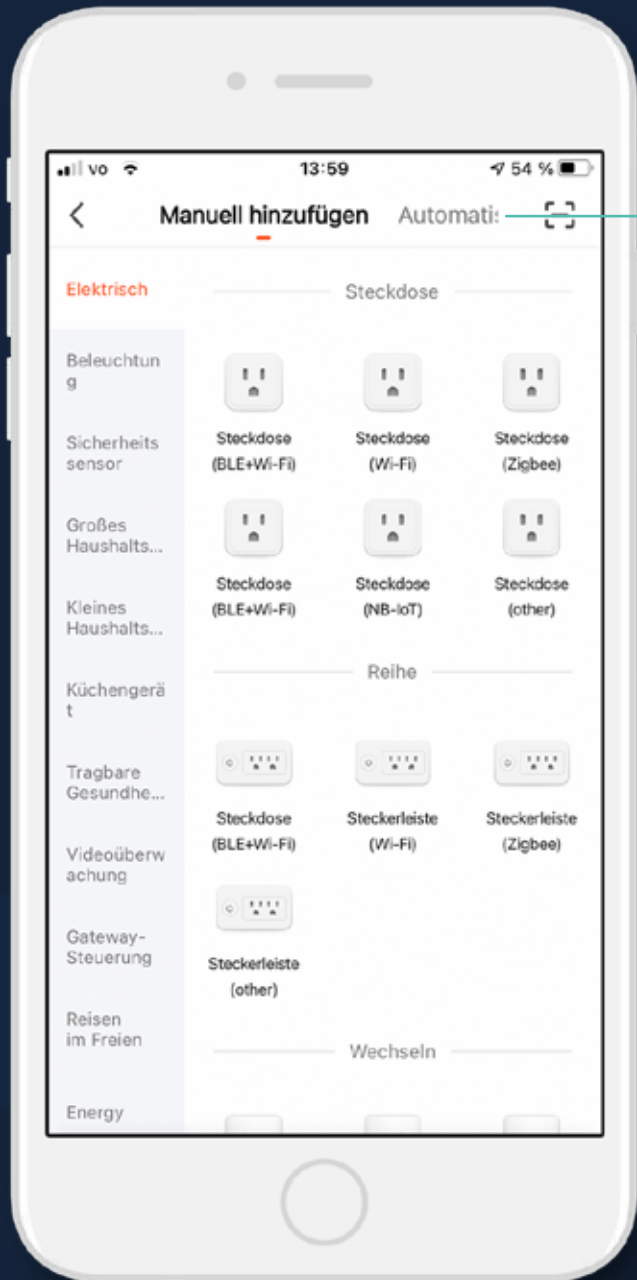 vo 13:59 54 %
Manuell hinzufügen Automatis
Elektrisch
Steckdose
Beleuchtun
g
Sicherheits
sensor
Großes
Haushalts...
Kleines
Haushalts...
Küchengerä
t
Tragbare
Gesundhe...
Videoüberw
achung
Gateway-
Steuerung
Reisen
im Freien
Energy
Steckdose
(BLE+Wi-Fi)
Steckdose
(Wi-Fi)
Steckdose
(Zigbee)
Steckdose
(BLE+Wi-Fi)
Steckdose
(NB-IoT)
Steckdose
(other)
Reihe
Steckdose
(BLE+Wi-Fi)
Steckerleiste
(Wi-Fi)
Steckerleiste
(Zigbee)
Steckerleiste
(other)
Wechseln